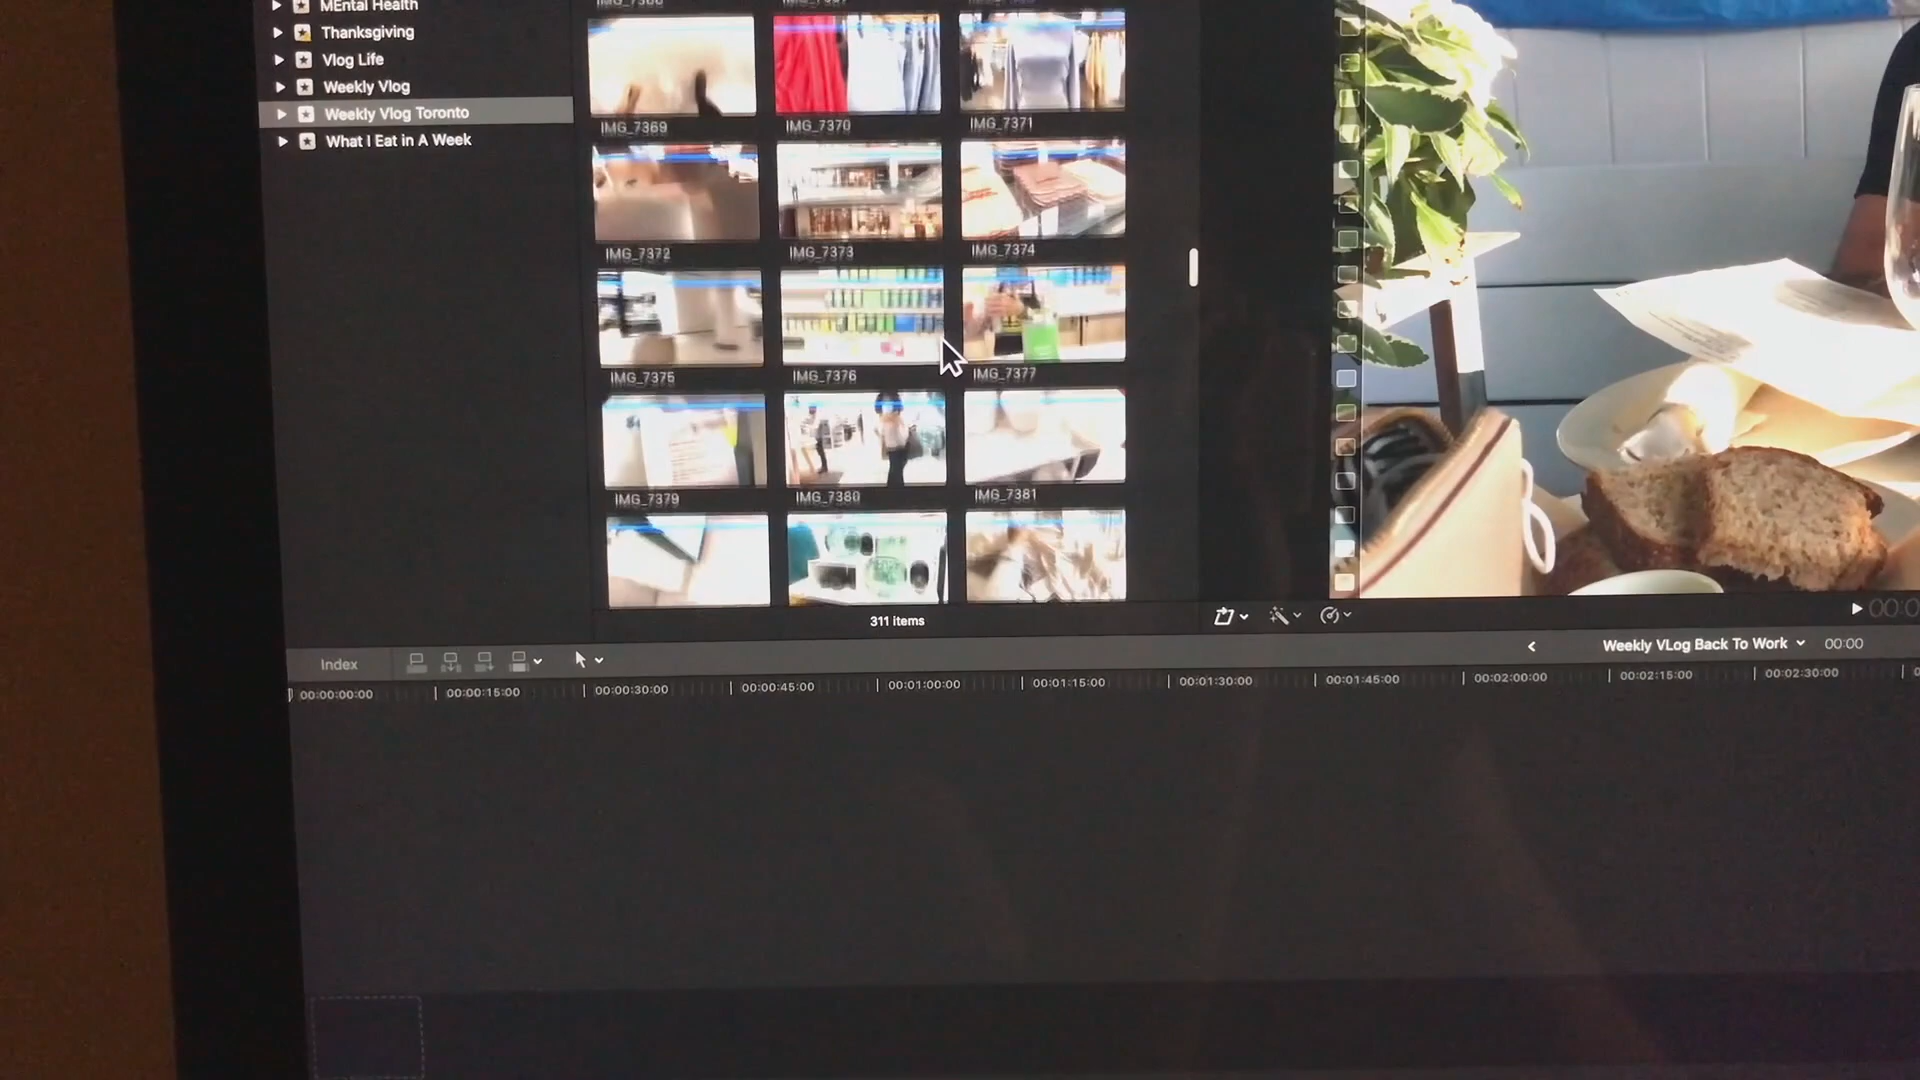 MEntal Health
Thanksgiving
Vlog Life
Weekly Vlog
Weekly Vlog Toronto
What I Eat in A Week
IMG_7369 IMG_7370 IMG_7371
IMG_7372 IMG_7373 IMG_7374
IMG_7375 IMG_7376 IMG_7377
IMG_7379 IMG_7380 IMG_7381
311 items
Index
Weekly VLog Back To Work 00:00
00:00:00:00 00:00:15:00 00:00:30:00 00:00:45:00 00:01:00:00 00:01:15:00 00:01:30:00 00:01:45:00 00:02:00:00 00:02:15:00 00:02:30:00